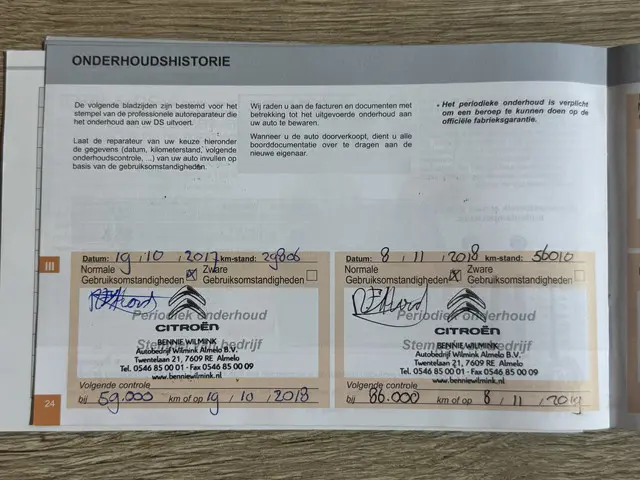 ONDERHOUDSHISTORIE
De volgende bladzijden zijn bestemd voor het
stempel van de professionele autoreparateur die
het onderhoud aan uw DS uitvoert.
Laat de reparateur van uw keuze hieronder
de gegevens (datum, kilometerstand, volgende
onderhoudscontrole, ...) van uw auto invullen op
basis van de gebruiksomstandigheden.
Wij raden u aan de facturen en documenten met
betrekking tot het uitgevoerde onderhoud aan
uw auto te bewaren.
Wanneer u de auto doorverkoopt, dient u alle
boorddocumentatie over te dragen aan de
nieuwe eigenaar.
- Het periodieke onderhoud is verplicht
om een beroep te kunnen doen op de
officiële fabrieksgarantie.
III
Datum: 19, 10, 2017 km-stand: 29806
Normale
Gebruiksomstandigheden
Zware
Gebruiksomstandigheden
Periodiek onderhoud
CITROËN
BENNIE WILMINK
Autobedrijf Wilmink Almelo B.V.
Twentelaan 21, 7609 RE Almelo
Tel. 0546 85 00 01 - Fax 0546 85 00 09
www.benniewilmink.nl
Volgende controle
bij 59.000 km of op 19, 10, 2018
Datum: 8, 11, 2018 km-stand: 56010
Normale
Gebruiksomstandigheden
Zware
Gebruiksomstandigheden
Periodiek onderhoud
CITROËN
BENNIE WILMINK
Autobedrijf Wilmink Almelo B.V.
Twentelaan 21, 7609 RE Almelo
Tel. 0546 85 00 01 - Fax 0546 85 00 09
www.benniewilmink.nl
Volgende controle
bij 86.000 km of op 8, 11, 2019
24